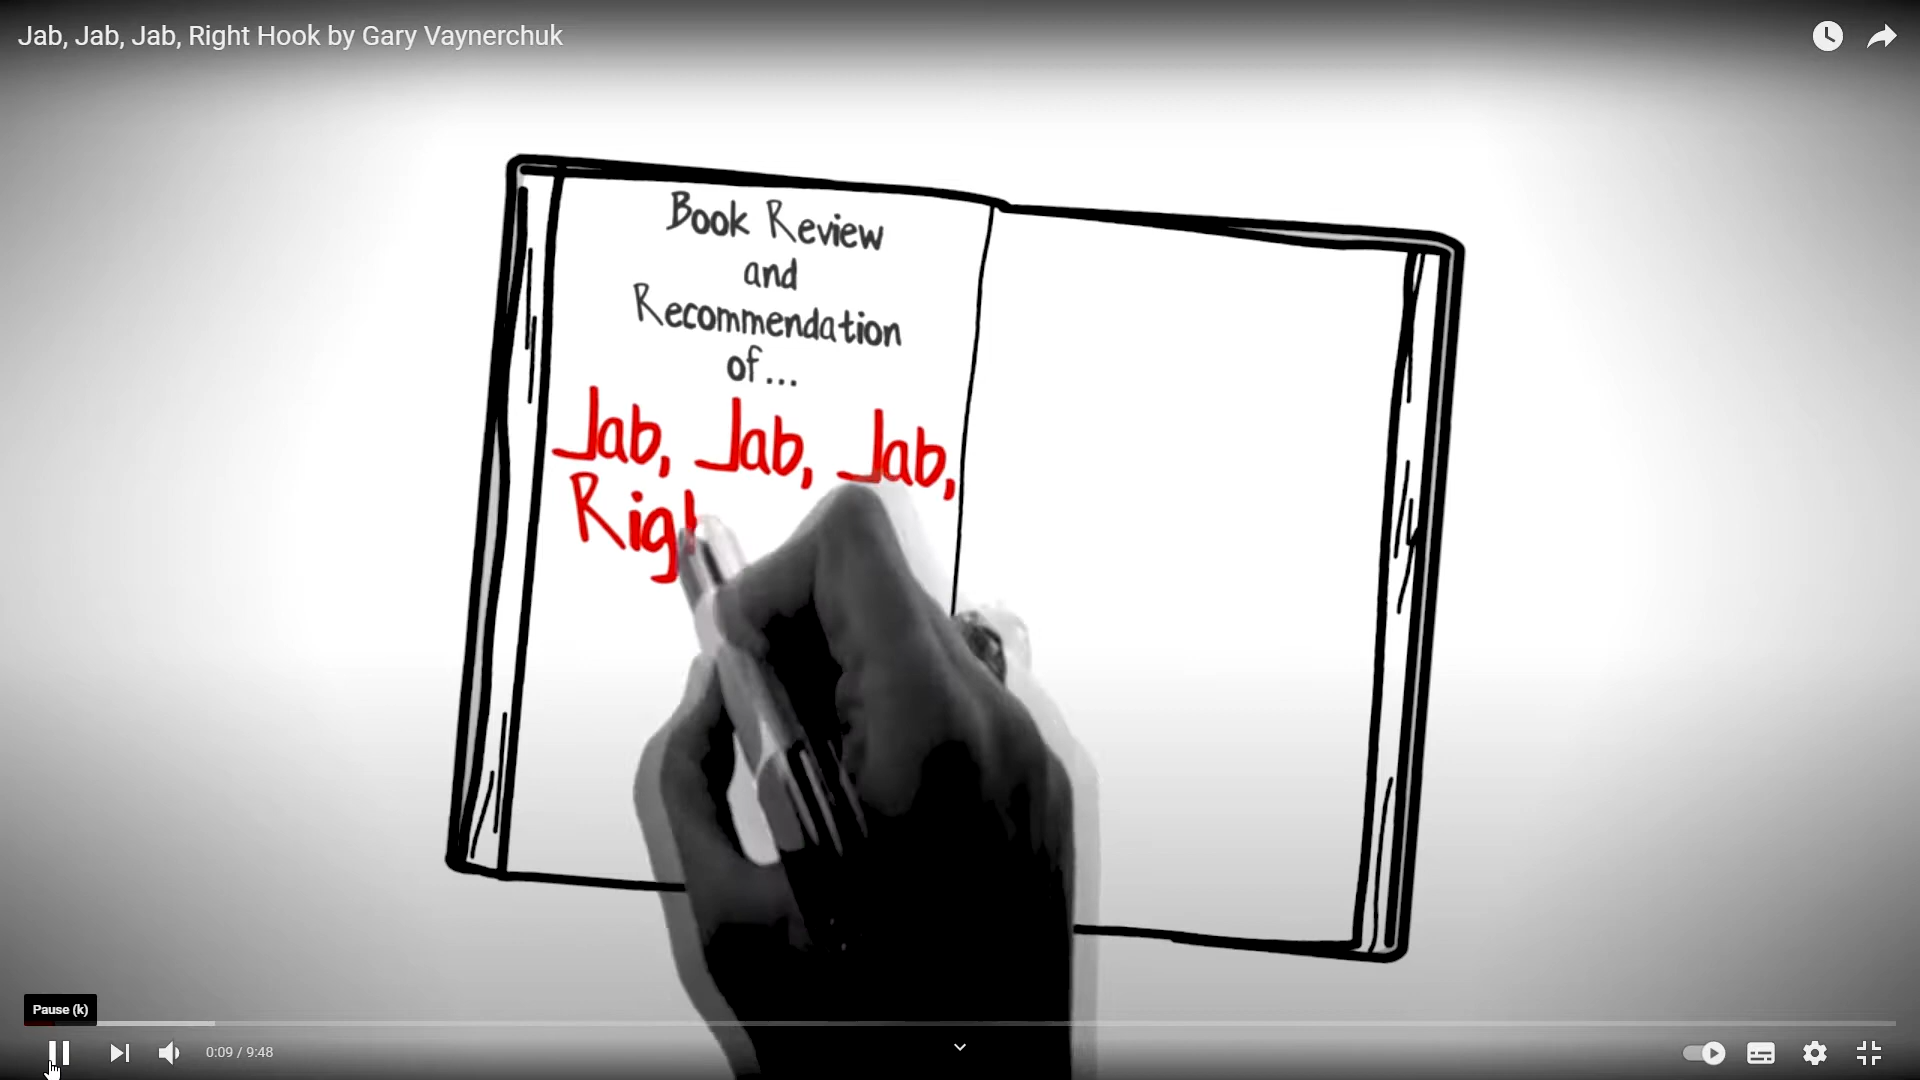 Jab, Jab, Jab, Right Hook by Gary Vaynerchuk
Book Review
and
Recommendation
of...
Jab, Jab, Jab,
Rig
Pause (k)
0:09 / 9:48